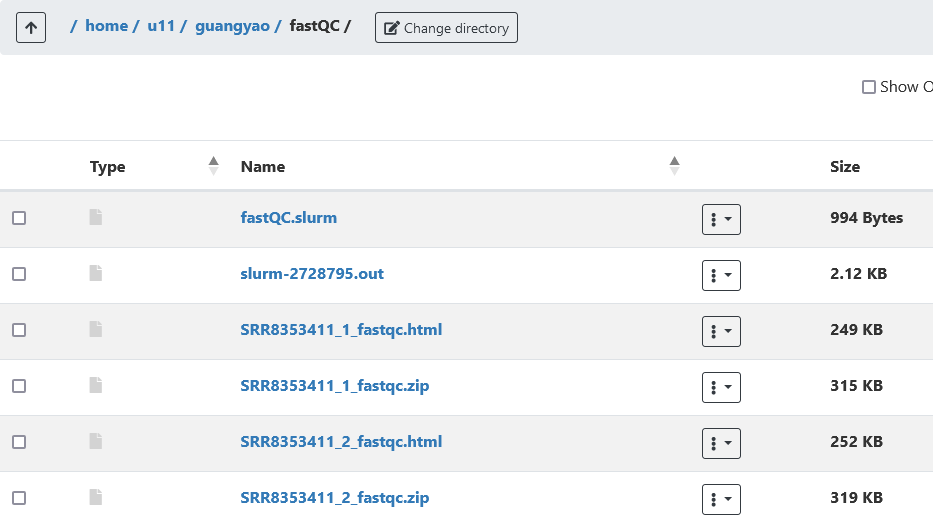 / home / u11 / guangyao / fastQC / Change directory
Show O
Type Name Size
fastQC.slurm 994 Bytes
slurm-2728795.out 2.12 KB
SRR8353411_1_fastqc.html 249 KB
SRR8353411_1_fastqc.zip 315 KB
SRR8353411_2_fastqc.html 252 KB
SRR8353411_2_fastqc.zip 319 KB